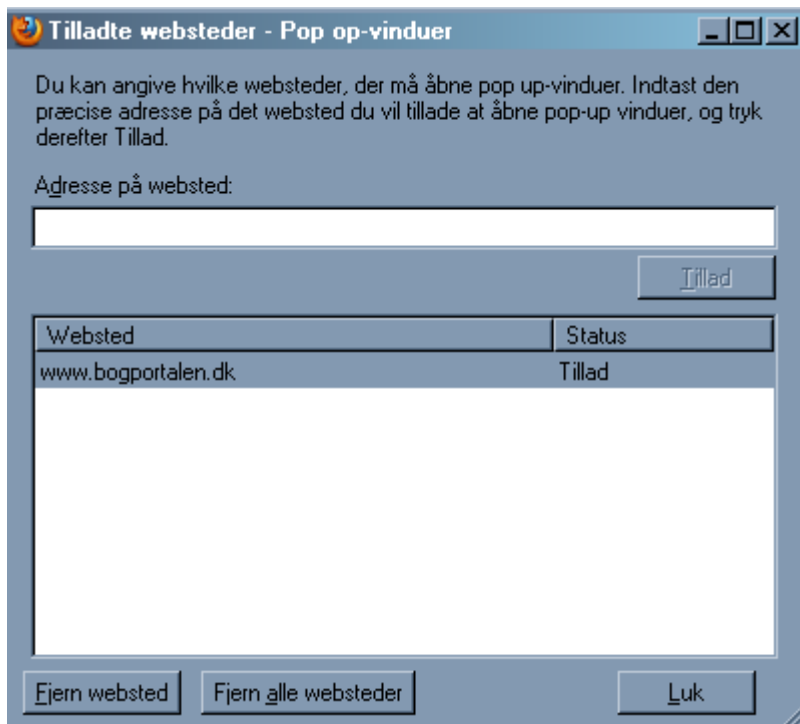 Tilladte websteder - Pop op-vinduer
Du kan angive hvilke websteder, der må åbne pop up-vinduer. Indtast den
præcise adresse på det websted du vil tillade at åbne pop-up vinduer, og tryk
derefter Tillad.
Adresse på websted:
Tillad
Websted Status
www.bogportalen.dk Tillad
Fjern websted Fjern alle websteder Luk